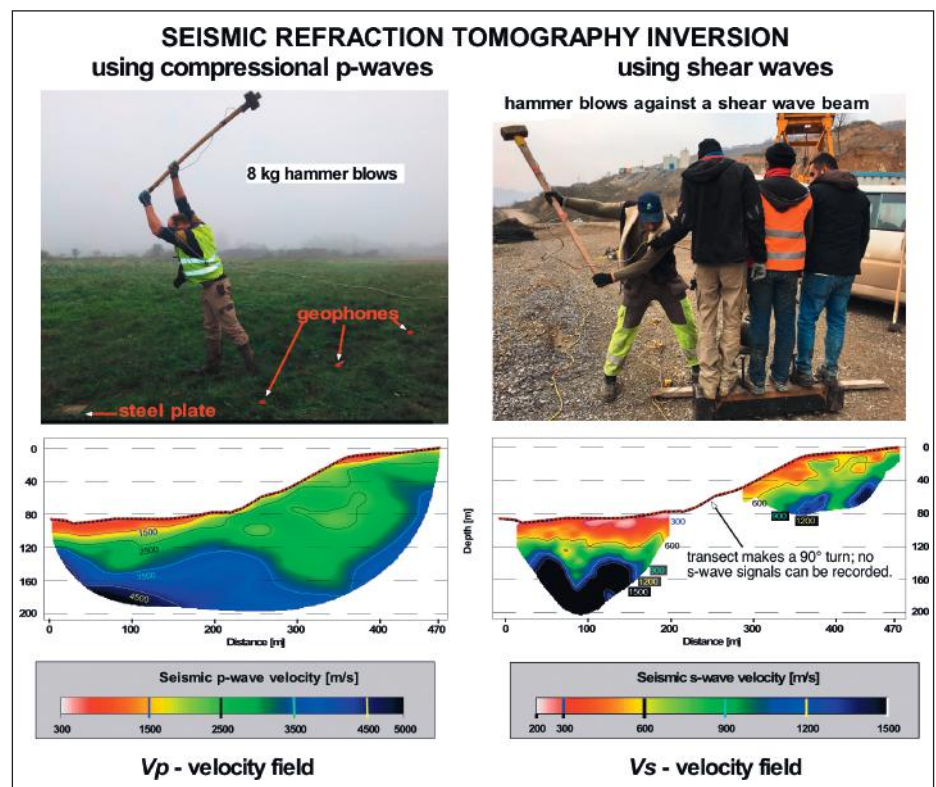 SEISMIC REFRACTION TOMOGRAPHY INVERSION
using compressional p-waves
using shear waves
8 kg hammer blows
geophones
steel plate
hammer blows against a shear wave beam
0
40
80
120
160
200
1500
2500
3500
4500
0 100 200 300 400 470
Distance [m]
Depth [m]
0
40
80
120
160
200
300
600
900
1200
1500
600
900
1200
transect makes a 90° turn; no
s-wave signals can be recorded.
0 100 200 300 400 470
Distance [m]
Seismic p-wave velocity [m/s]
300 1500 2500 3500 4500 5000
Vp - velocity field
Seismic s-wave velocity [m/s]
200 300 600 900 1200 1500
Vs - velocity field